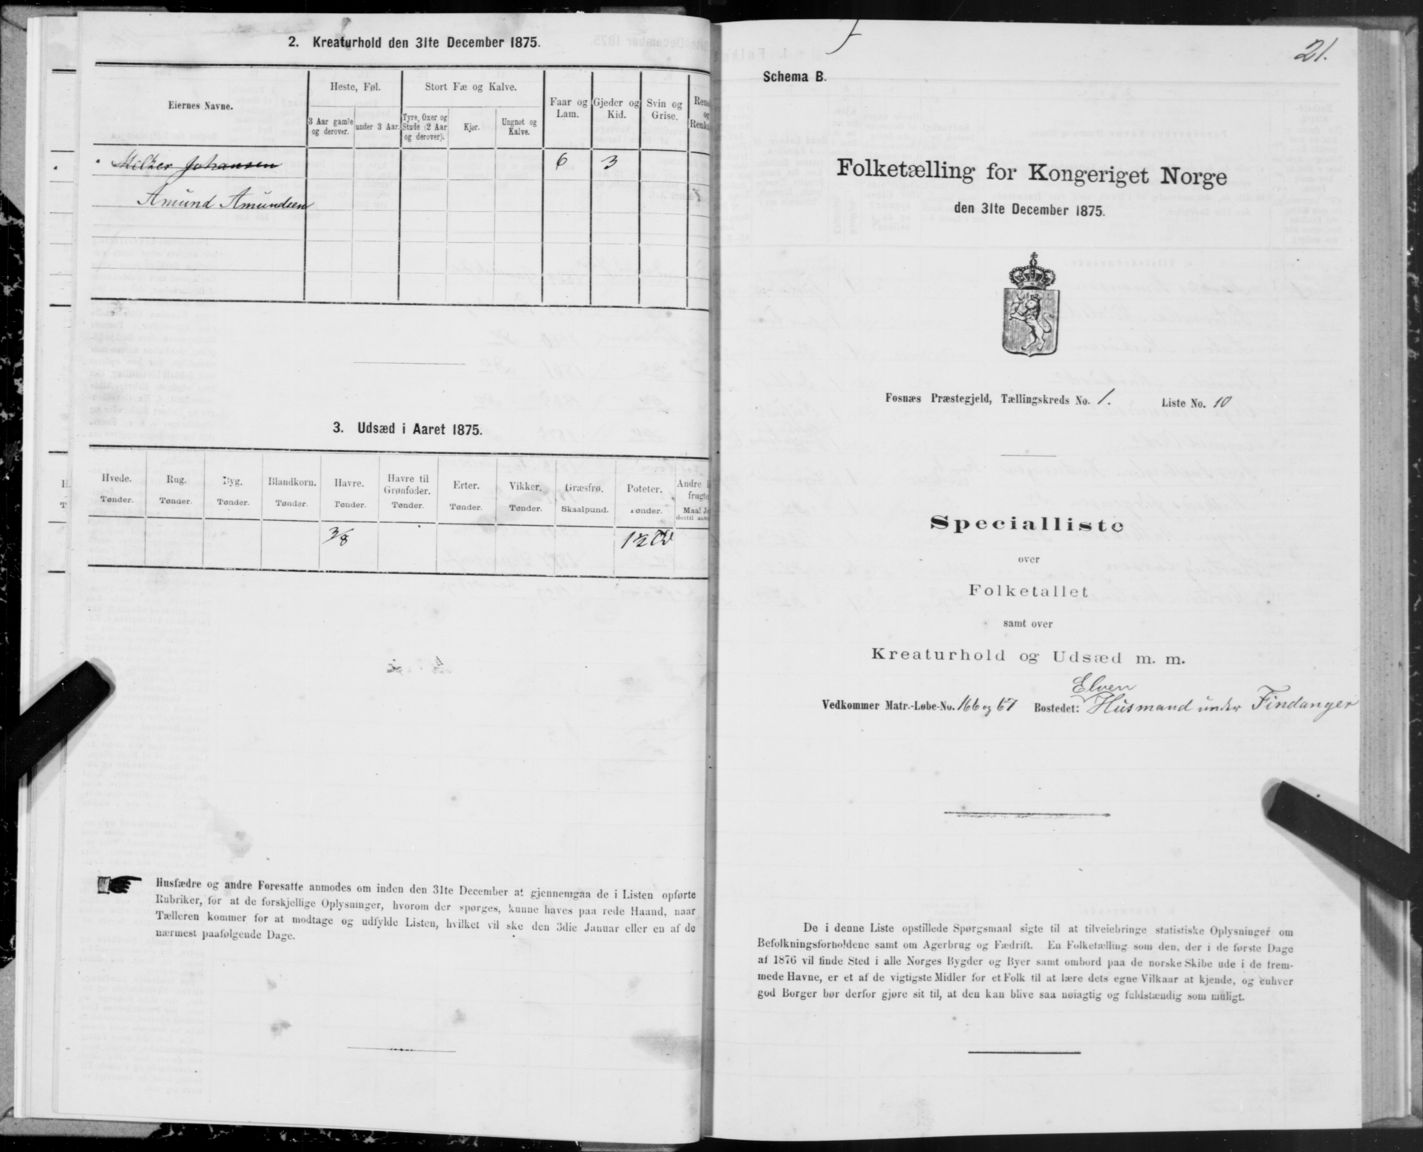 2. Kreaturhold den 31te December 1875.
Eiernes Navne.
Heste, Føl.
Stort Fæ og Kalve.
Faar og Lam.
Gjeder og Kid.
Svin og Grise.
3 Aar gamle og derover.
under 3 Aar.
Tyre, Oxer og Stude (2 Aar og derover).
Kjør.
Ungnet og Kalve.
Johansen 6 3
Amund Amundsen
3. Udsæd i Aaret 1875.
Hvede. Rug. Byg. Blandkorn. Havre. Havre til Grønfoder. Erter. Vikker. Græsfrø. Poteter. Andre
Tønder. Tønder. Tønder. Tønder. Tønder. Tønder. Tønder. Tønder. Skaalpund. Tønder.
3/8
Husfædre og andre Foresatte anmodes om inden den 31te December at gjennemgaa de i Listen opførte
Rubriker, for at de forskjellige Oplysninger, hvorom der spørges, kunne haves paa rede Haand, naar
Tælleren kommer for at modtage og udfylde Listen, hvilket vil ske den 3die Januar eller en af de
nærmest paafølgende Dage.
21.
Schema B.
Folketælling for Kongeriget Norge
den 31te December 1875.
Fosnæs Præstegjeld, Tællingskreds No. 1. Liste No. 10
Specialliste
over
Folketallet
samt over
Kreaturhold og Udsæd m. m.
Elven
Vedkommer Matr.-Løbe-No. 166 og 67 Bostedet: Husmand under Findanger
De i denne Liste opstillede Spørgsmaal sigte til at tilveiebringe statistiske Oplysninger om
Befolkningsforholdene samt om Agerbrug og Fædrift. En Folketælling som den, der i de første Dage
af 1876 vil finde Sted i alle Norges Bygder og Byer samt ombord paa de norske Skibe ude i de frem-
mede Havne, er et af de vigtigste Midler for et Folk til at lære dets egne Vilkaar at kjende, og enhver
god Borger bør derfor gjøre sit til, at den kan blive saa nøiagtig og fuldstændig som muligt.